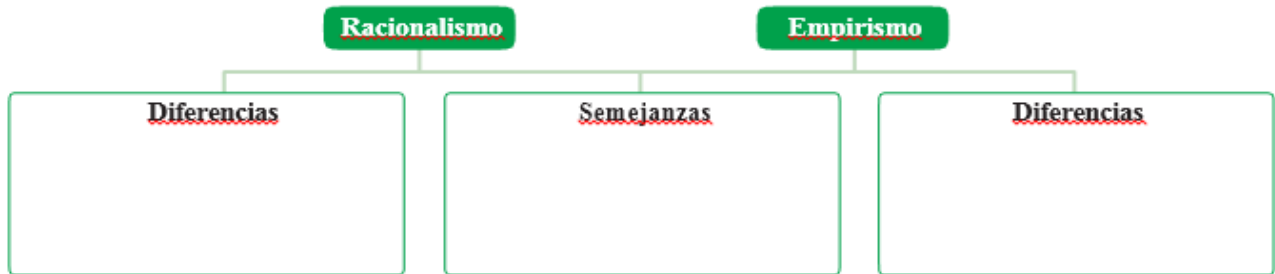 Racionalismo
Empirismo
Diferencias
Semejanzas
Diferencias